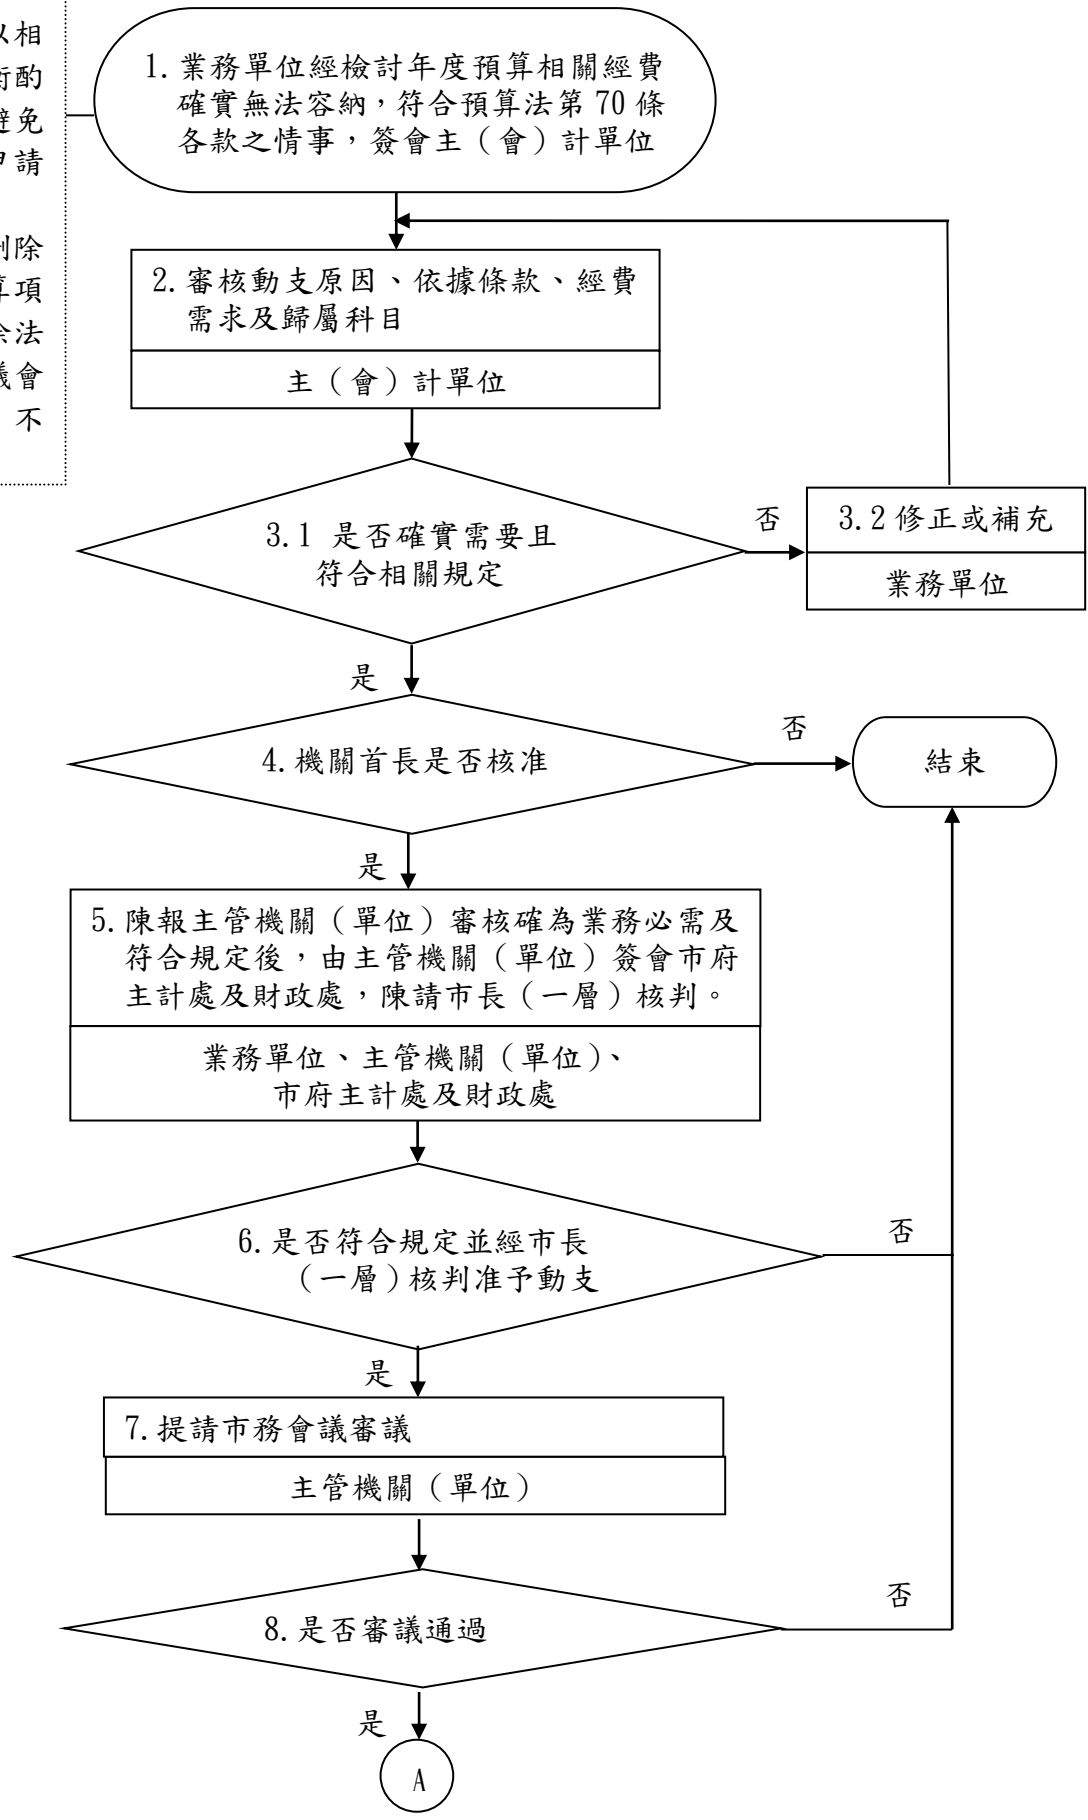 以相
衡酌
避免
申請
刪除
算項
除法
議會
不
1. 業務單位經檢討年度預算相關經費
確實無法容納，符合預算法第 70 條
各款之情事，簽會主（會）計單位
2. 審核動支原因、依據條款、經費
需求及歸屬科目
主（會）計單位
3.1 是否確實需要且
符合相關規定
否
3.2 修正或補充
業務單位
是
4. 機關首長是否核准
否
結束
是
5. 陳報主管機關（單位）審核確為業務必需及
符合規定後，由主管機關（單位）簽會市府
主計處及財政處，陳請市長（一層）核判。
業務單位、主管機關（單位）、
市府主計處及財政處
6. 是否符合規定並經市長
（一層）核判准予動支
否
是
7. 提請市務會議審議
主管機關（單位）
8. 是否審議通過
否
是
A